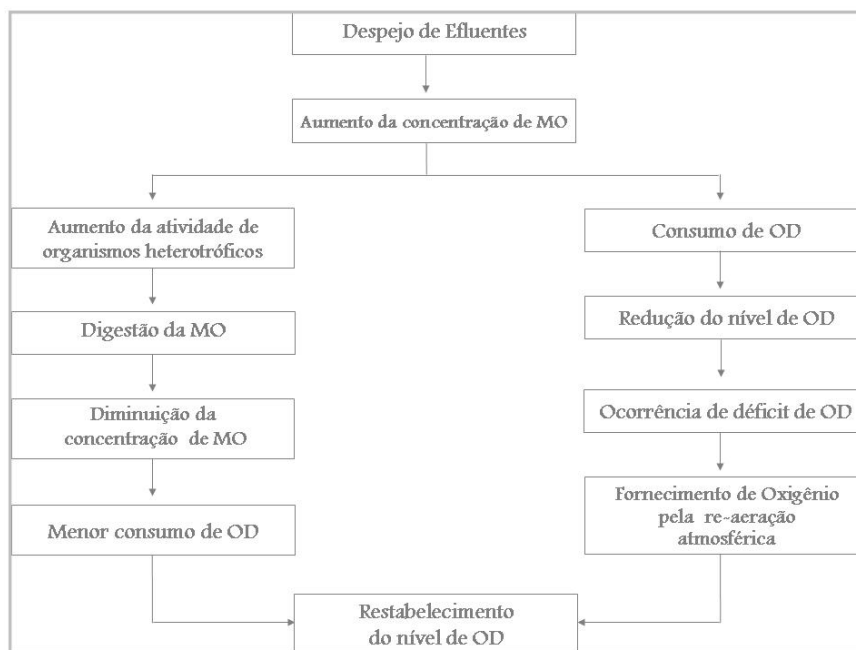 Despejo de Efluentes
Aumento da concentração de MO
Aumento da atividade de
organismos heterotróficos
Digestão da MO
Diminuição da
concentração de MO
Menor consumo de OD
Consumo de OD
Redução do nível de OD
Ocorrência de déficit de OD
Fornecimento de Oxigênio
pela re-aeração
atmosférica
Restabelecimento
do nível de OD